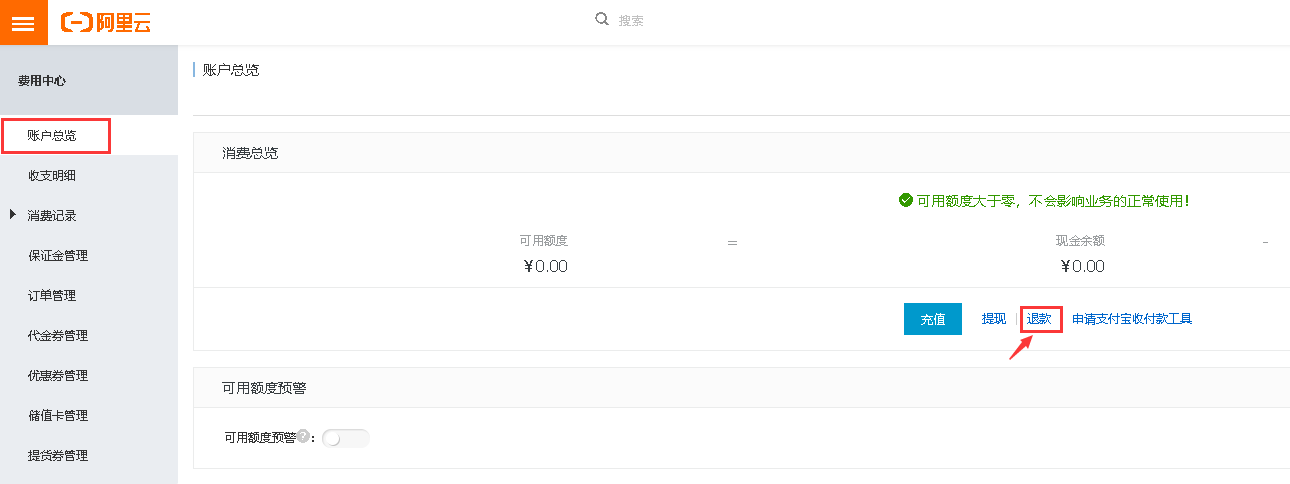 阿里云
搜索
费用中心
账户总览
收支明细
消费记录
保证金管理
订单管理
代金券管理
优惠券管理
储值卡管理
提货券管理
账户总览
消费总览
可用额度大于零，不会影响业务的正常使用！
可用额度 = 现金余额 -
¥0.00 ¥0.00
充值 提现 | 退款 申请支付宝收付款工具
可用额度预警
可用额度预警?：